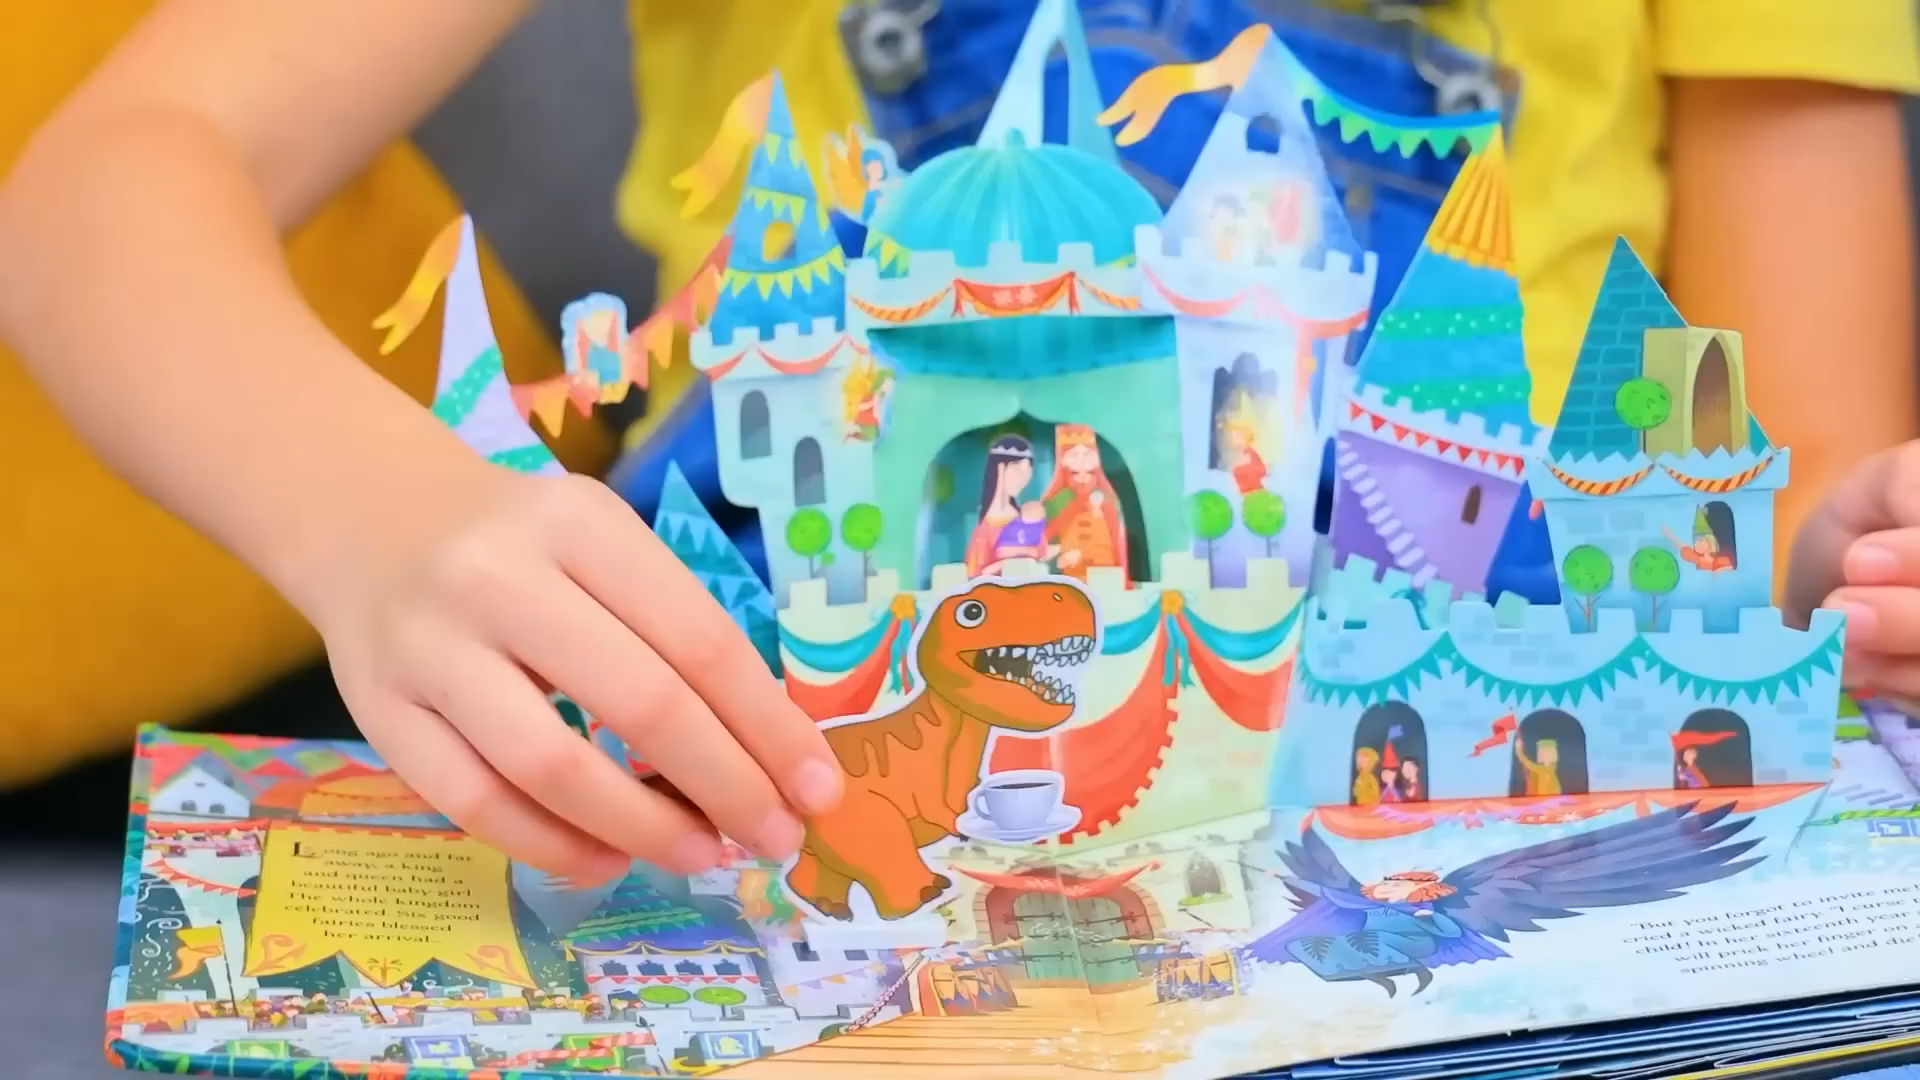 Long ago and far
away, a king
and queen had a
beautiful baby girl.
The whole kingdom
celebrated. Six good
fairies blessed
her arrival...
"But you forgot to invite me!"
cried a wicked fairy. "I curse
child! In her sixteenth year
will prick her finger on
spinning wheel and die